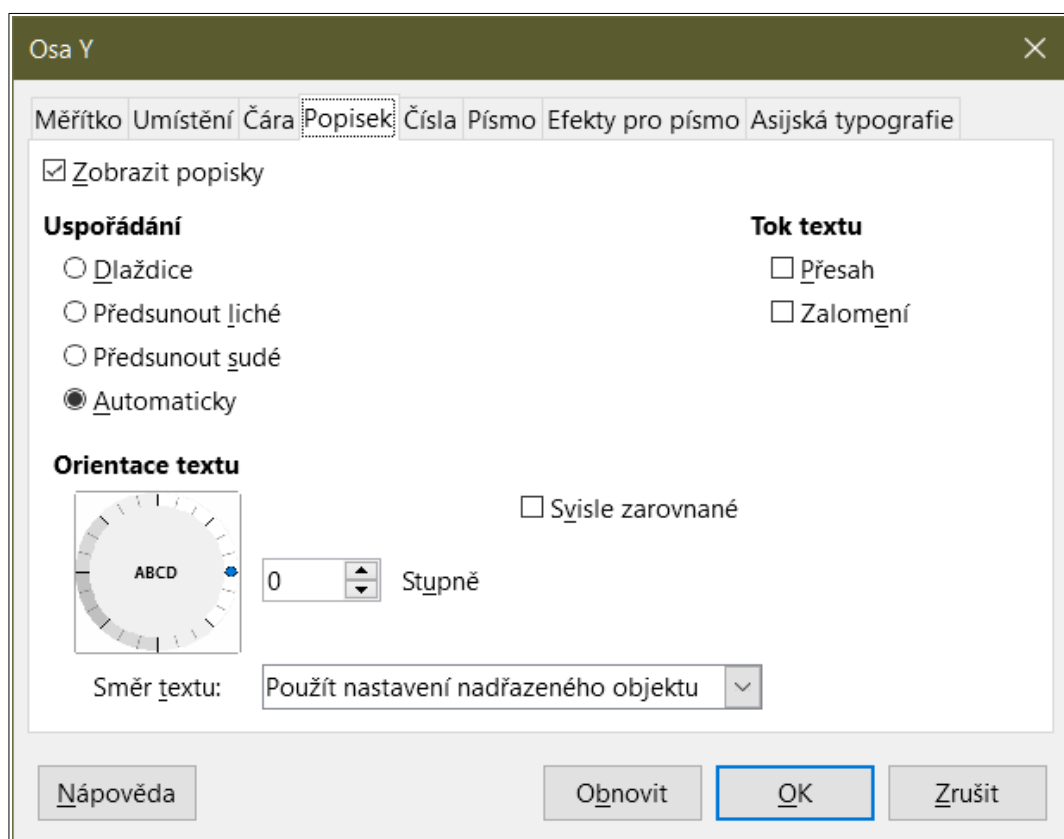 Osa Y
Měřítko Umístění Čára Popisek Čísla Písmo Efekty pro písmo Asijská typografie
Zobrazit popisky
Uspořádání
Dlaždice
Předsunout liché
Předsunout sudé
Automaticky
Tok textu
Přesah
Zalomení
Orientace textu
ABCD
Svisle zarovnané
0 Stupně
Směr textu: Použít nastavení nadřazeného objektu
Nápověda Obnovit OK Zrušit